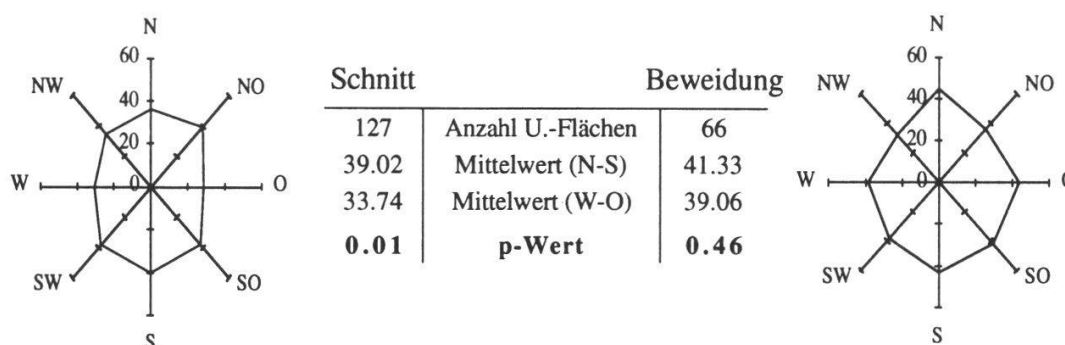 N
60
NW
NO
40
20
W
0
O
SW
SO
S
Schnitt Beweidung
127 Anzahl U.-Flächen 66
39.02 Mittelwert (N-S) 41.33
33.74 Mittelwert (W-O) 39.06
0.01 p-Wert 0.46
N
60
NW
NO
40
20
W
0
SW
SO
S